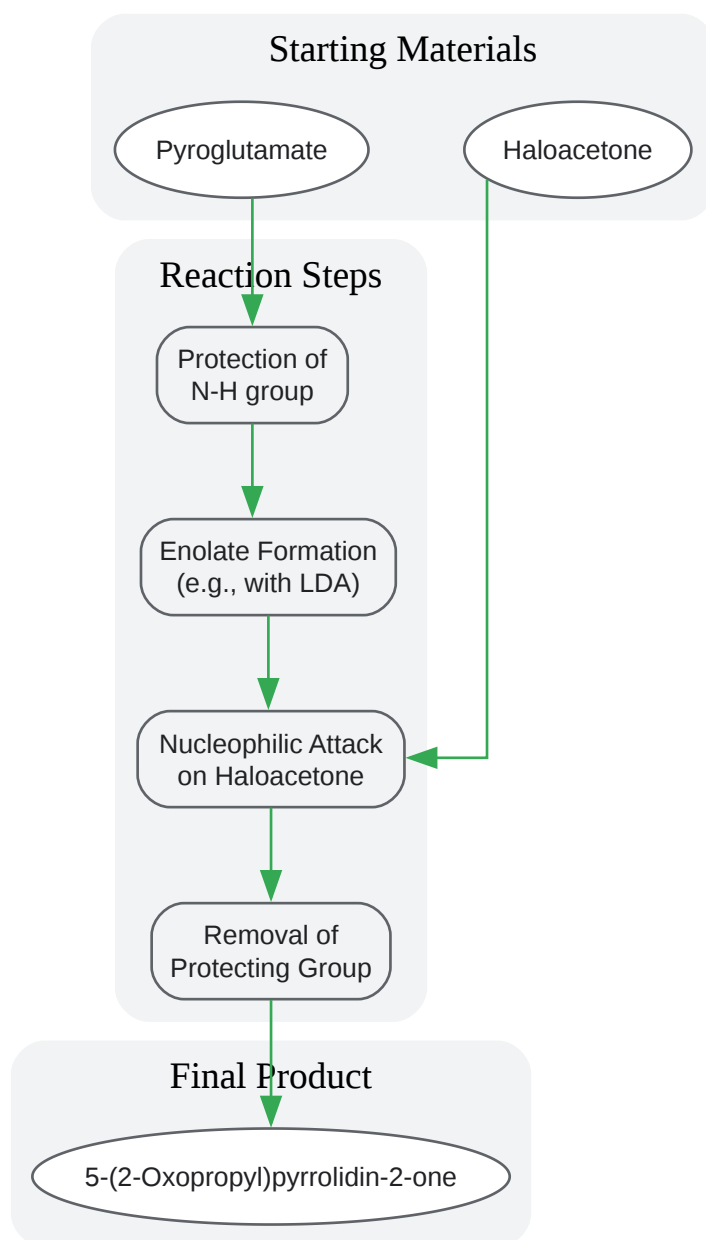 Starting Materials
Pyroglutamate
Haloacetone
Reaction Steps
Protection of
N-H group
Enolate Formation
(e.g., with LDA)
Nucleophilic Attack
on Haloacetone
Removal of
Protecting Group
Final Product
5-(2-Oxopropyl)pyrrolidin-2-one